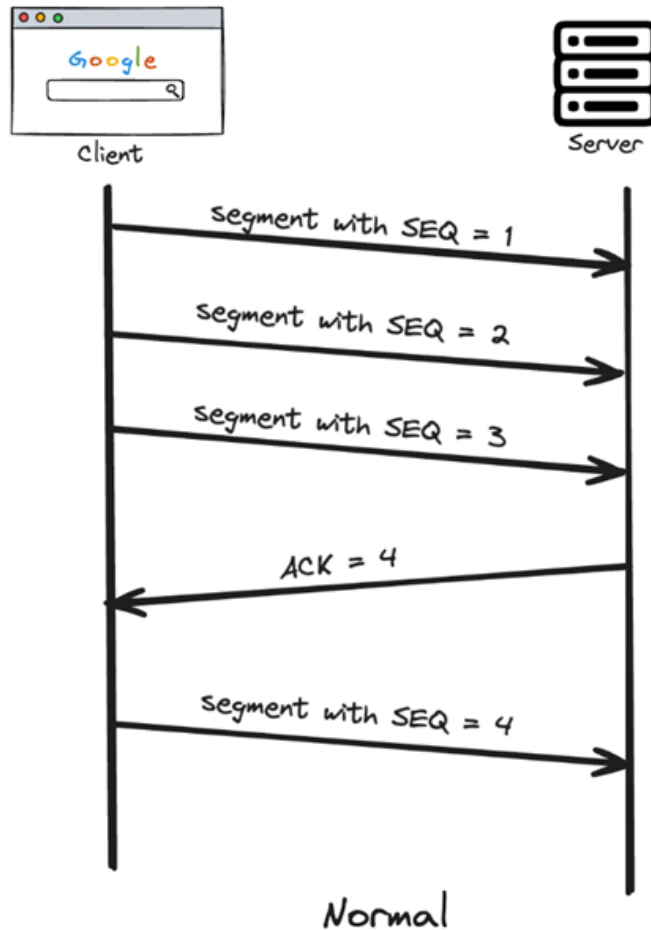 Google
Client
Server
segment with SEQ = 1
segment with SEQ = 2
segment with SEQ = 3
ACK = 4
segment with SEQ = 4
Normal